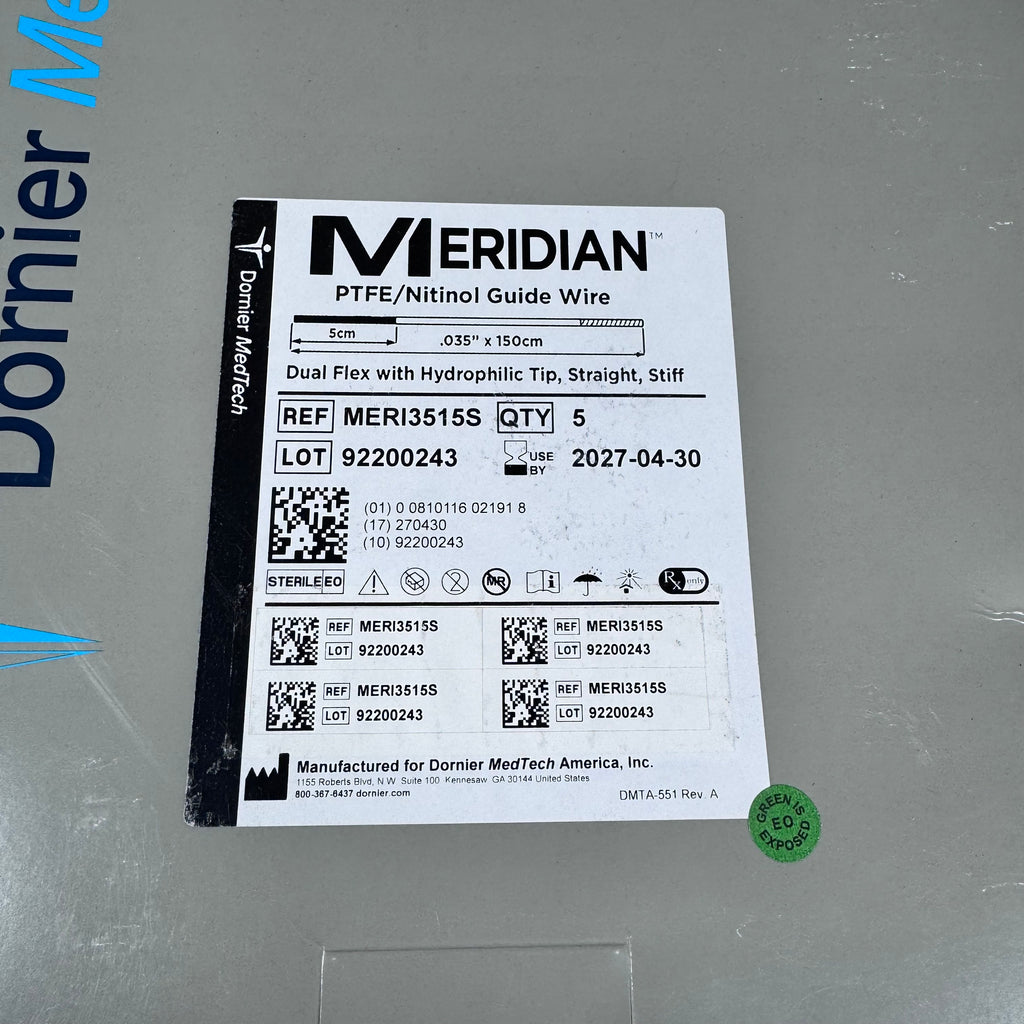 Dornier Me
Dornier MedTech
MERIDIAN™
PTFE/Nitinol Guide Wire
5cm
.035" x 150cm
Dual Flex with Hydrophilic Tip, Straight, Stiff
REF MERI3515S QTY 5
LOT 92200243 USE BY 2027-04-30
(01) 0 0810116 02191 8
(17) 270430
(10) 92200243
STERILE EO 2 MR i Rx only
REF MERI3515S REF MERI3515S
LOT 92200243 LOT 92200243
REF MERI3515S REF MERI3515S
LOT 92200243 LOT 92200243
Manufactured for Dornier MedTech America, Inc.
1155 Roberts Blvd, N.W. Suite 100 Kennesaw GA 30144 United States
800-367-8437 dornier.com
DMTA-551 Rev. A
GREEN IS
EO
EXPOSED